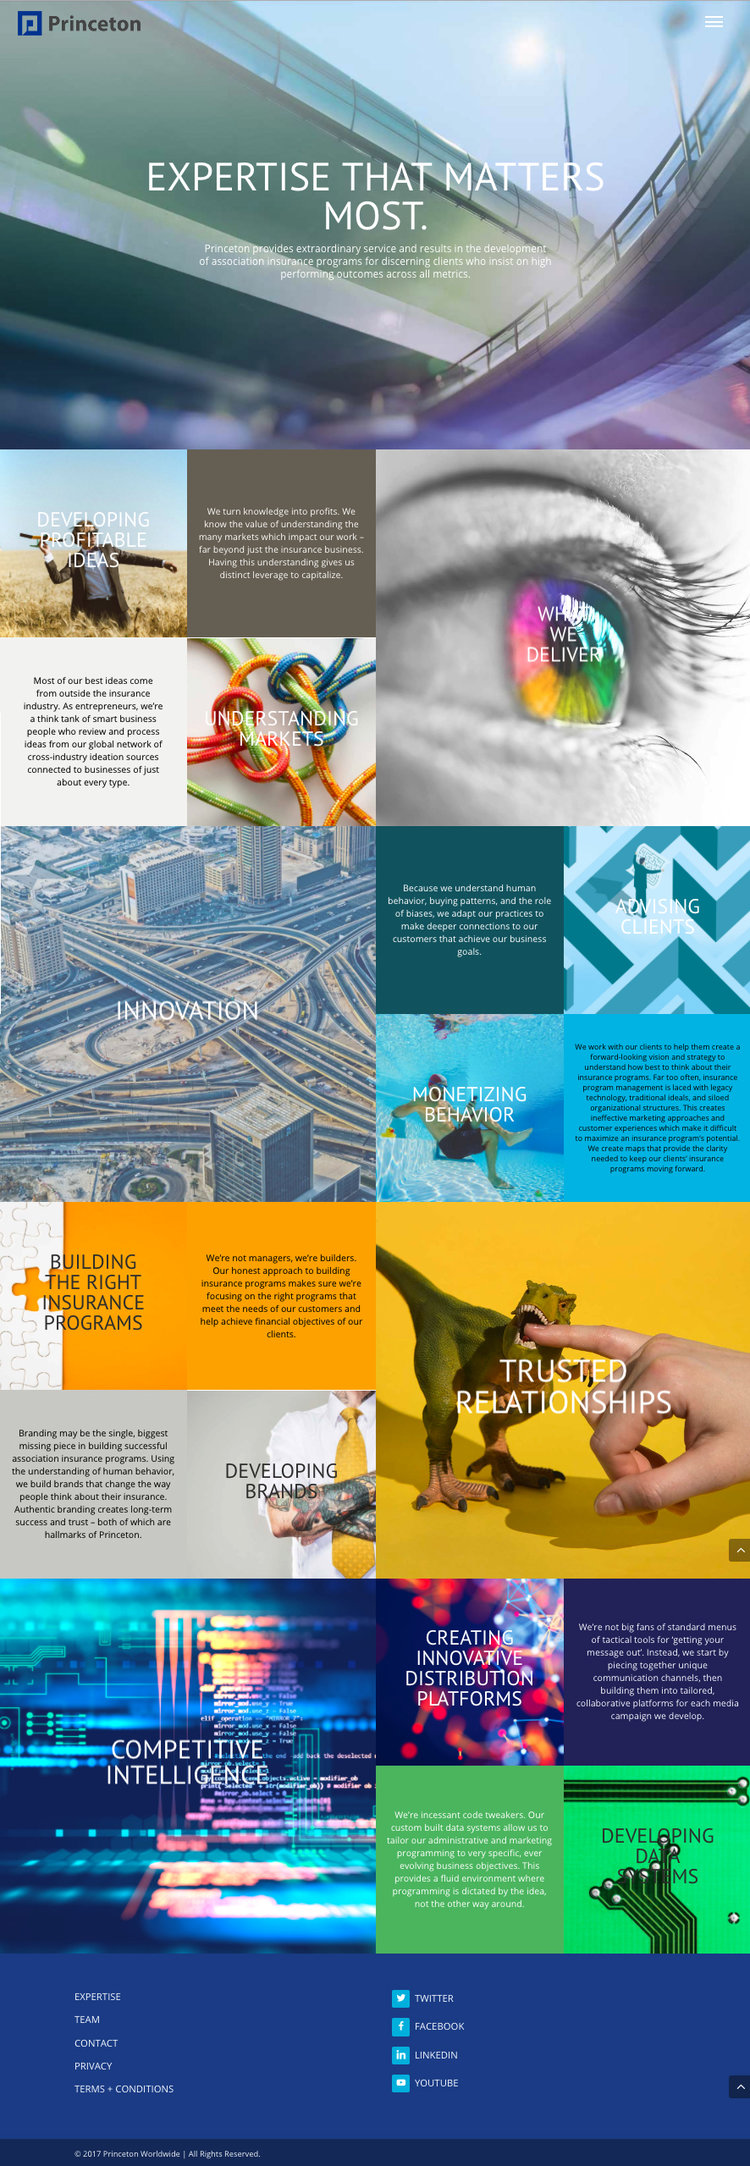 Princeton
EXPERTISE THAT MATTERS
MOST.
Princeton provides extraordinary service and results in the development
of association insurance programs for discerning clients who insist on high
performing outcomes across all metrics.
DEVELOPING
PROFITABLE
IDEAS
We turn knowledge into profits. We
know the value of understanding the
many markets which impact our work –
far beyond just the insurance business.
Having this understanding gives us
distinct leverage to capitalize.
WHAT
WE
DELIVER
Most of our best ideas come
from outside the insurance
industry. As entrepreneurs, we're
a think tank of smart business
people who review and process
ideas from our global network of
cross-industry ideation sources
connected to businesses of just
about every type.
UNDERSTANDING
MARKETS
INNOVATION
Because we understand human
behavior, buying patterns, and the role
of biases, we adapt our practices to
make deeper connections to our
customers that achieve our business
goals.
ADVISING
CLIENTS
MONETIZING
BEHAVIOR
We work with our clients to help them create a
forward-looking vision and strategy to
understand how best to think about their
insurance programs. Far too often, insurance
program management is laced with legacy
technology, traditional ideals, and siloed
organizational structures. This creates
ineffective marketing approaches and
customer experiences which make it difficult
to maximize an insurance program's potential.
We create maps that provide the clarity
needed to keep our clients' insurance
programs moving forward.
BUILDING
THE RIGHT
INSURANCE
PROGRAMS
We're not managers, we're builders.
Our honest approach to building
insurance programs makes sure we're
focusing on the right programs that
meet the needs of our customers and
help achieve financial objectives of our
clients.
TRUSTED
RELATIONSHIPS
Branding may be the single, biggest
missing piece in building successful
association insurance programs. Using
the understanding of human behavior,
we build brands that change the way
people think about their insurance.
Authentic branding creates long-term
success and trust – both of which are
hallmarks of Princeton.
DEVELOPING
BRANDS
COMPETITIVE
INTELLIGENCE
mirror_mod.use_x = False
mirror_mod.use_y = True
mirror_mod.use_z = False
mirror_mod.use_x = False
mirror_mod.use_y = False
mirror_mod.use_z = True
CREATING
INNOVATIVE
DISTRIBUTION
PLATFORMS
We're not big fans of standard menus
of tactical tools for 'getting your
message out'. Instead, we start by
piecing together unique
communication channels, then
building them into tailored,
collaborative platforms for each media
campaign we develop.
We're incessant code tweakers. Our
custom built data systems allow us to
tailor our administrative and marketing
programming to very specific, ever
evolving business objectives. This
provides a fluid environment where
programming is dictated by the idea,
not the other way around.
DEVELOPING
DATA
SYSTEMS
EXPERTISE
TEAM
CONTACT
PRIVACY
TERMS + CONDITIONS
TWITTER
FACEBOOK
LINKEDIN
YOUTUBE
© 2017 Princeton Worldwide | All Rights Reserved.